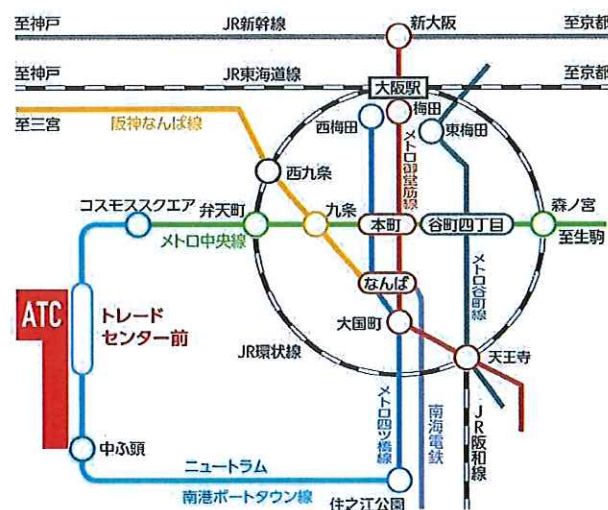 至神戸
JR新幹線
新大阪
至京都
至神戸
JR東海道線
大阪駅
至京都
至三宮
阪神なんば線
西梅田
梅田
東梅田
メトロ御堂筋線
西九条
コスモススクエア
弁天町
九条
本町
谷町四丁目
森ノ宮
メトロ中央線
至生駒
ATC
トレード
センター前
なんば
メトロ谷町線
大国町
JR環状線
天王寺
メトロ四ツ橋線
南海電鉄
JR阪和線
中ふ頭
ニュートラム
南港ポートタウン線
住之江公園